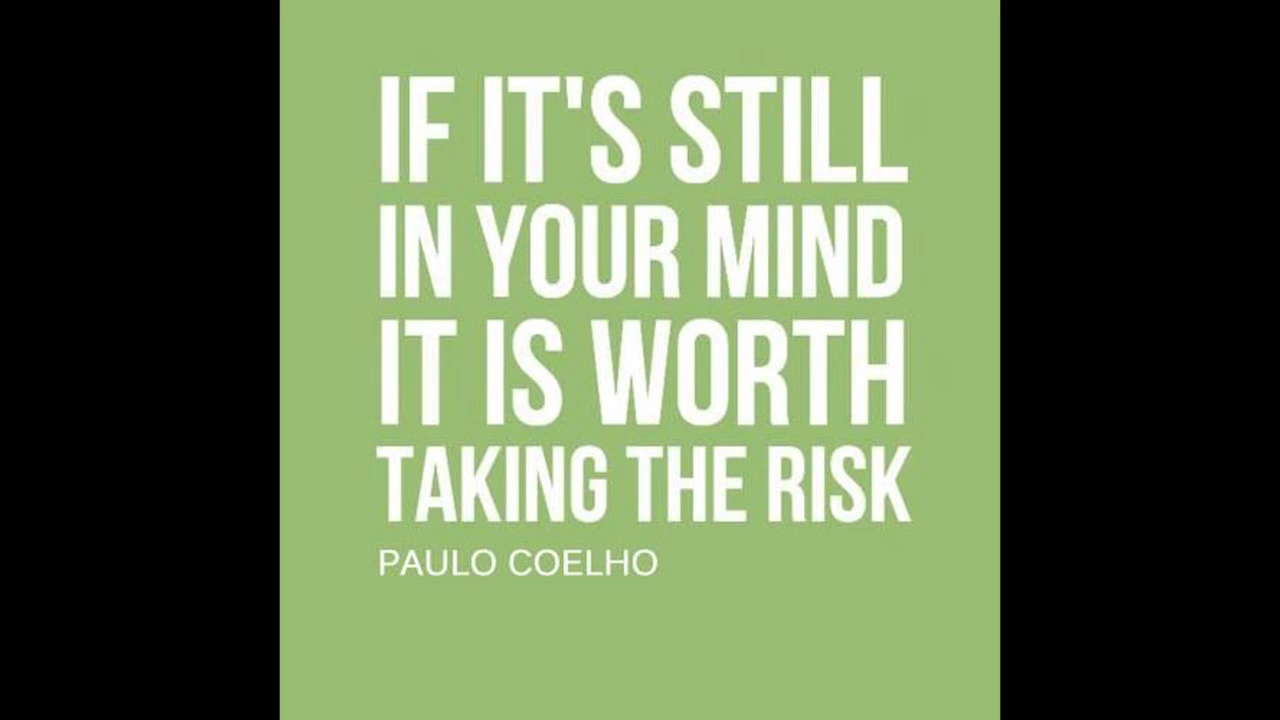 IF IT'S STILL
IN YOUR MIND
IT IS WORTH
TAKING THE RISK
PAULO COELHO